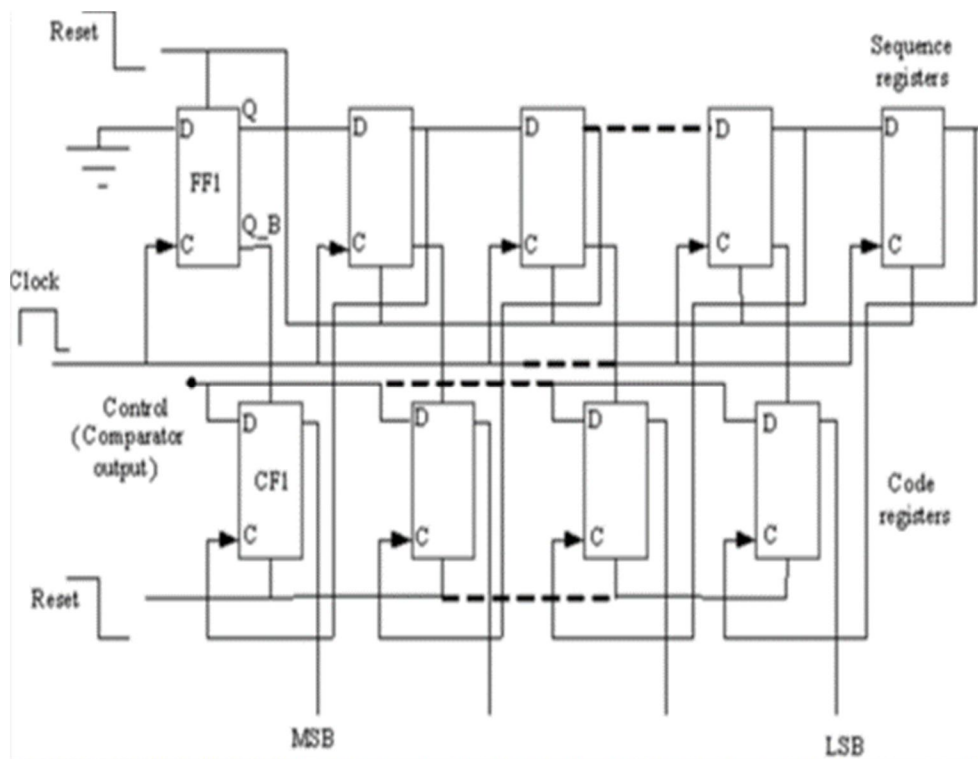 Reset
Sequence
registers
Q
D
D
D
D
D
FF1
Q_B
C
C
C
C
C
Clock
Control
(Comparator
output)
D
D
D
D
CF1
Code
registers
C
C
C
C
Reset
MSB
LSB